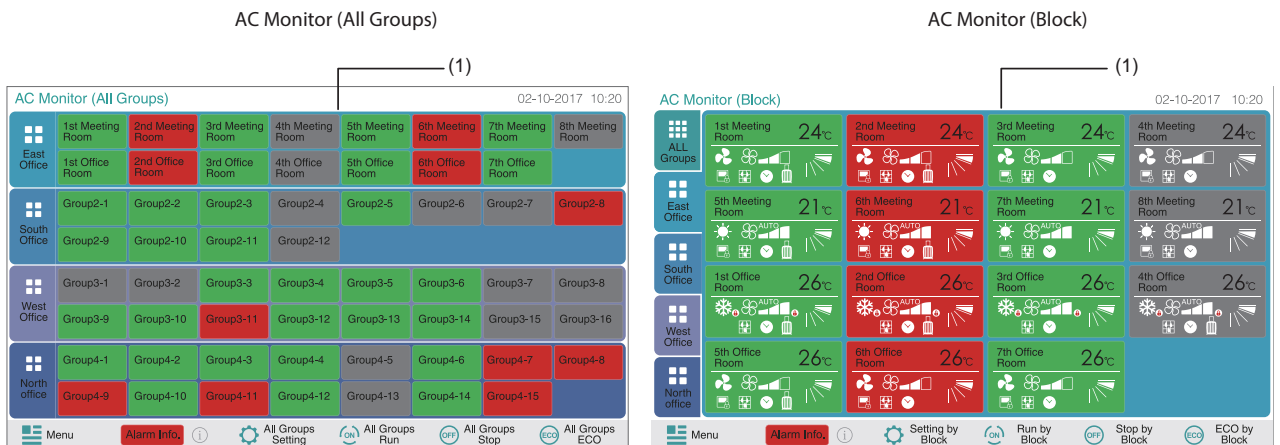 AC Monitor (All Groups)
AC Monitor (Block)
(1)
(1)
AC Monitor (All Groups)
02-10-2017 10:20
East
Office
1st Meeting
Room
2nd Meeting
Room
3rd Meeting
Room
4th Meeting
Room
5th Meeting
Room
6th Meeting
Room
7th Meeting
Room
8th Meeting
Room
1st Office
Room
2nd Office
Room
3rd Office
Room
4th Office
Room
5th Office
Room
6th Office
Room
7th Office
Room
South
Office
Group2-1
Group2-2
Group2-3
Group2-4
Group2-5
Group2-6
Group2-7
Group2-8
Group2-9
Group2-10
Group2-11
Group2-12
West
Office
Group3-1
Group3-2
Group3-3
Group3-4
Group3-5
Group3-6
Group3-7
Group3-8
Group3-9
Group3-10
Group3-11
Group3-12
Group3-13
Group3-14
Group3-15
Group3-16
North
office
Group4-1
Group4-2
Group4-3
Group4-4
Group4-5
Group4-6
Group4-7
Group4-8
Group4-9
Group4-10
Group4-11
Group4-12
Group4-13
Group4-14
Group4-15
Menu
Alarm Info.
i
All Groups
Setting
ON
All Groups
Run
OFF
All Groups
Stop
ECO
All Groups
ECO
AC Monitor (Block)
02-10-2017 10:20
ALL
Groups
East
Office
South
Office
West
Office
North
office
1st Meeting
Room
24℃
2nd Meeting
Room
24℃
3rd Meeting
Room
24℃
4th Meeting
Room
24℃
5th Meeting
Room
21℃
AUTO
6th Meeting
Room
21℃
AUTO
7th Meeting
Room
21℃
AUTO
8th Meeting
Room
21℃
AUTO
1st Office
Room
26℃
AUTO
2nd Office
Room
26℃
AUTO
3rd Office
Room
26℃
AUTO
4th Office
Room
26℃
AUTO
5th Office
Room
26℃
6th Office
Room
26℃
7th Office
Room
26℃
Menu
Alarm Info.
i
Setting by
Block
ON
Run by
Block
OFF
Stop by
Block
ECO
ECO by
Block